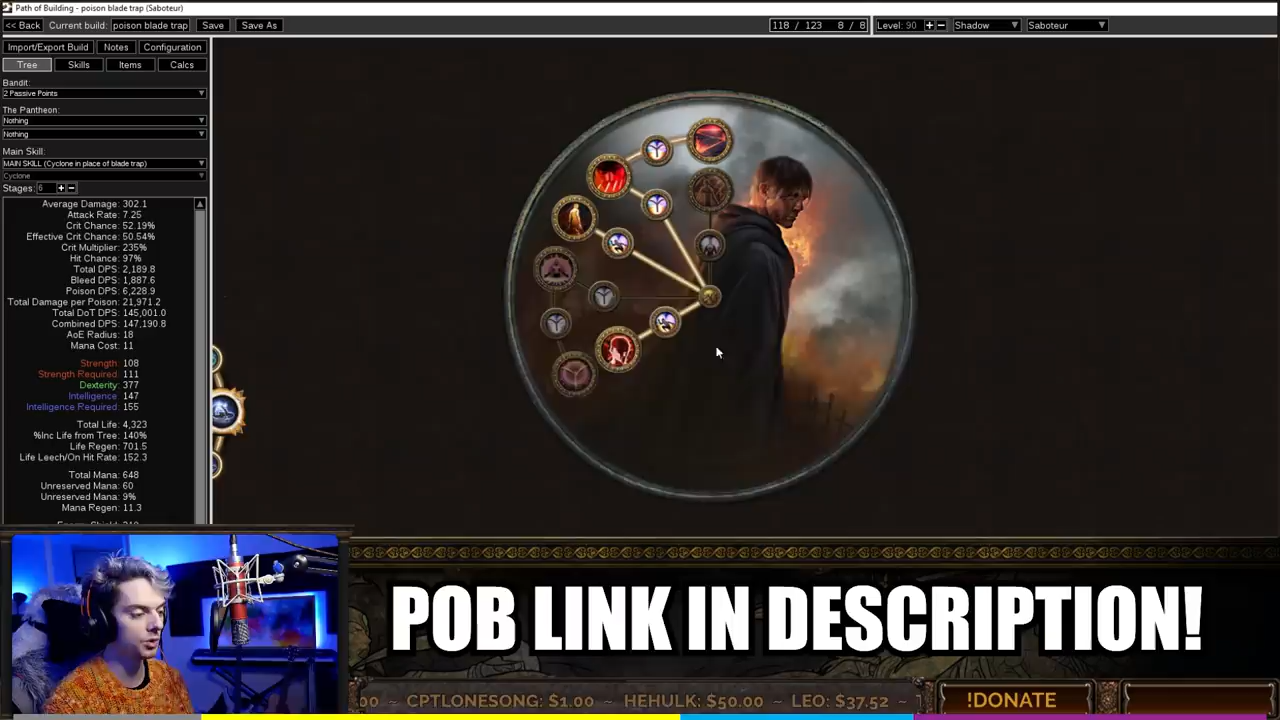 Path of Building - poison blade trap (Saboteur)
<< Back Current build: poison blade trap Save Save As 118 / 123 8 / 8 Level: 90 + - Shadow Saboteur
Import/Export Build Notes Configuration
Tree Skills Items Calcs
Bandit:
2 Passive Points
The Pantheon:
Nothing
Nothing
Main Skill:
MAIN SKILL (Cyclone in place of blade trap)
Cyclone
Stages: 6 + -
Average Damage: 302.1
Attack Rate: 7.25
Crit Chance: 52.19%
Effective Crit Chance: 50.54%
Crit Multiplier: 235%
Hit Chance: 97%
Total DPS: 2,189.8
Bleed DPS: 1,887.6
Poison DPS: 6,228.9
Total Damage per Poison: 21,971.2
Total DoT DPS: 145,001.0
Combined DPS: 147,190.8
AoE Radius: 18
Mana Cost: 11
Strength: 108
Strength Required: 111
Dexterity: 377
Intelligence: 147
Intelligence Required: 155
Total Life: 4,323
%Inc Life from Tree: 140%
Life Regen: 701.5
Life Leech/On Hit Rate: 152.3
Total Mana: 648
Unreserved Mana: 60
Unreserved Mana: 9%
Mana Regen: 11.3
POB LINK IN DESCRIPTION!
00 ~ CPTLONESONG: $1.00 ~ HEHULK: $50.00 ~ LEO: $37.52 ~
!DONATE